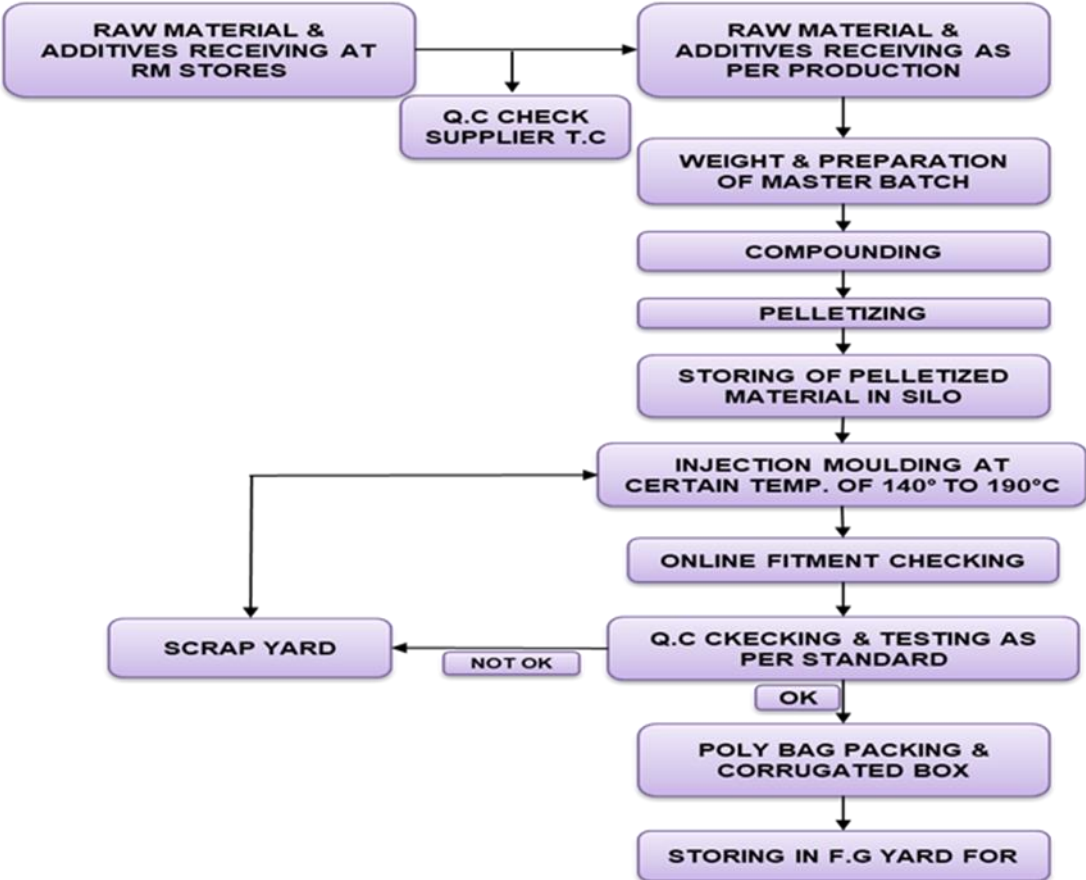 RAW MATERIAL &
ADDITIVES RECEIVING AT
RM STORES
RAW MATERIAL &
ADDITIVES RECEIVING AS
PER PRODUCTION
Q.C CHECK
SUPPLIER T.C
WEIGHT & PREPARATION
OF MASTER BATCH
COMPOUNDING
PELLETIZING
STORING OF PELLETIZED
MATERIAL IN SILO
INJECTION MOULDING AT
CERTAIN TEMP. OF 140° TO 190°C
ONLINE FITMENT CHECKING
Q.C CKECKING & TESTING AS
PER STANDARD
SCRAP YARD
NOT OK
OK
POLY BAG PACKING &
CORRUGATED BOX
STORING IN F.G YARD FOR